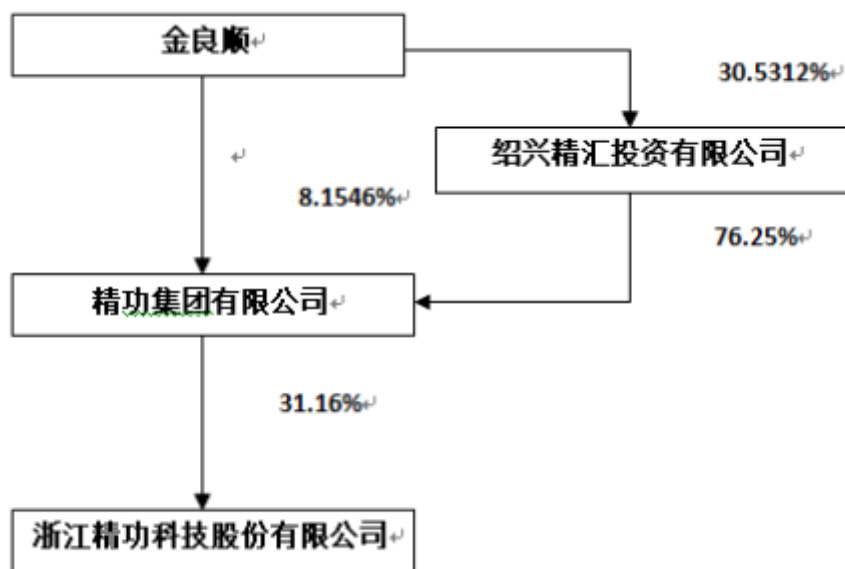 金良顺
30.5312%
绍兴精汇投资有限公司
8.1546%
76.25%
精功集团有限公司
31.16%
浙江精功科技股份有限公司